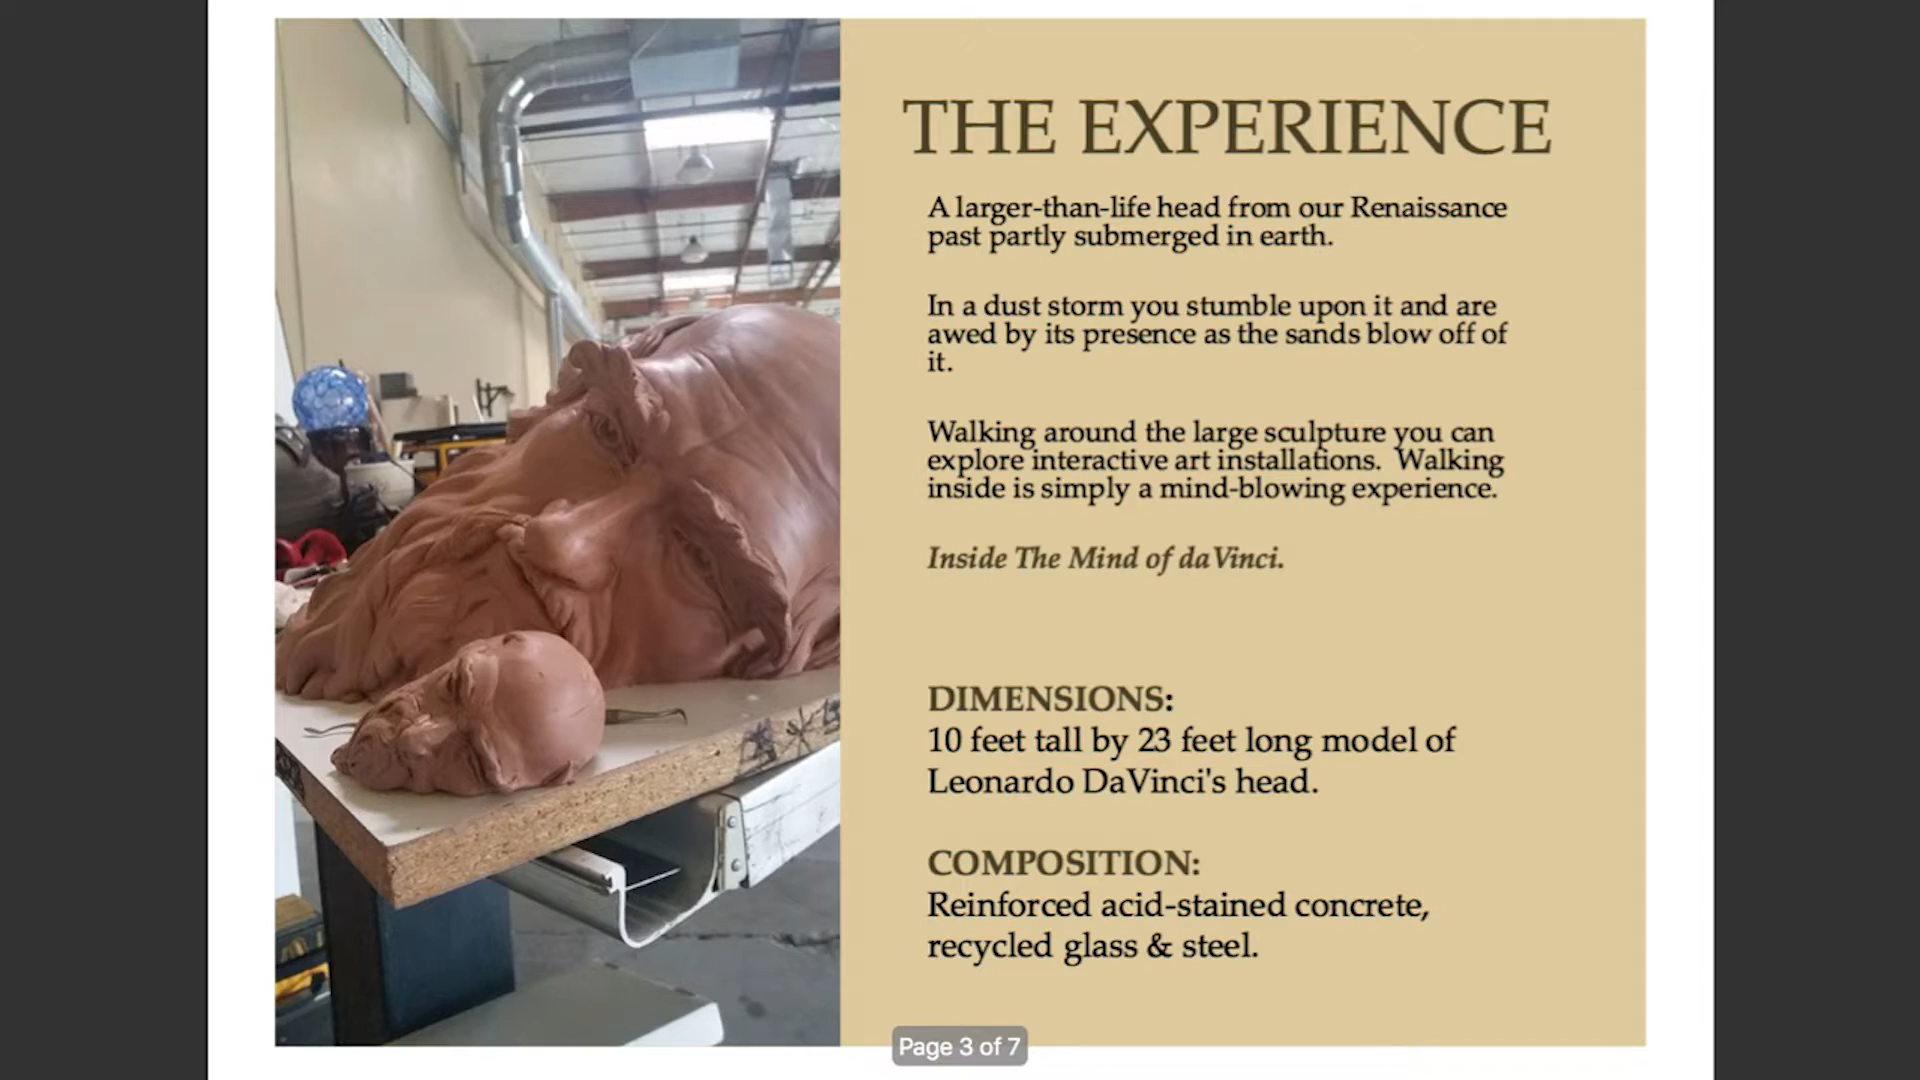 THE EXPERIENCE
A larger-than-life head from our Renaissance
past partly submerged in earth.
In a dust storm you stumble upon it and are
awed by its presence as the sands blow off of
it.
Walking around the large sculpture you can
explore interactive art installations. Walking
inside is simply a mind-blowing experience.
Inside The Mind of da Vinci.
DIMENSIONS:
10 feet tall by 23 feet long model of
Leonardo DaVinci's head.
COMPOSITION:
Reinforced acid-stained concrete,
recycled glass & steel.
Page 3 of 7